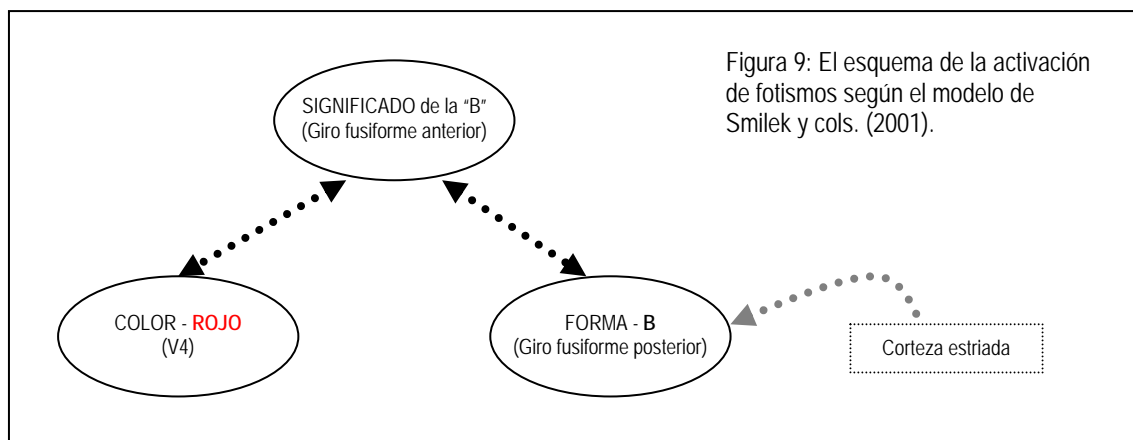 Figura 9: El esquema de la activación
de fotismos según el modelo de
Smilek y cols. (2001).
SIGNIFICADO de la "B"
(Giro fusiforme anterior)
COLOR - ROJO
(V4)
FORMA - B
(Giro fusiforme posterior)
Corteza estriada